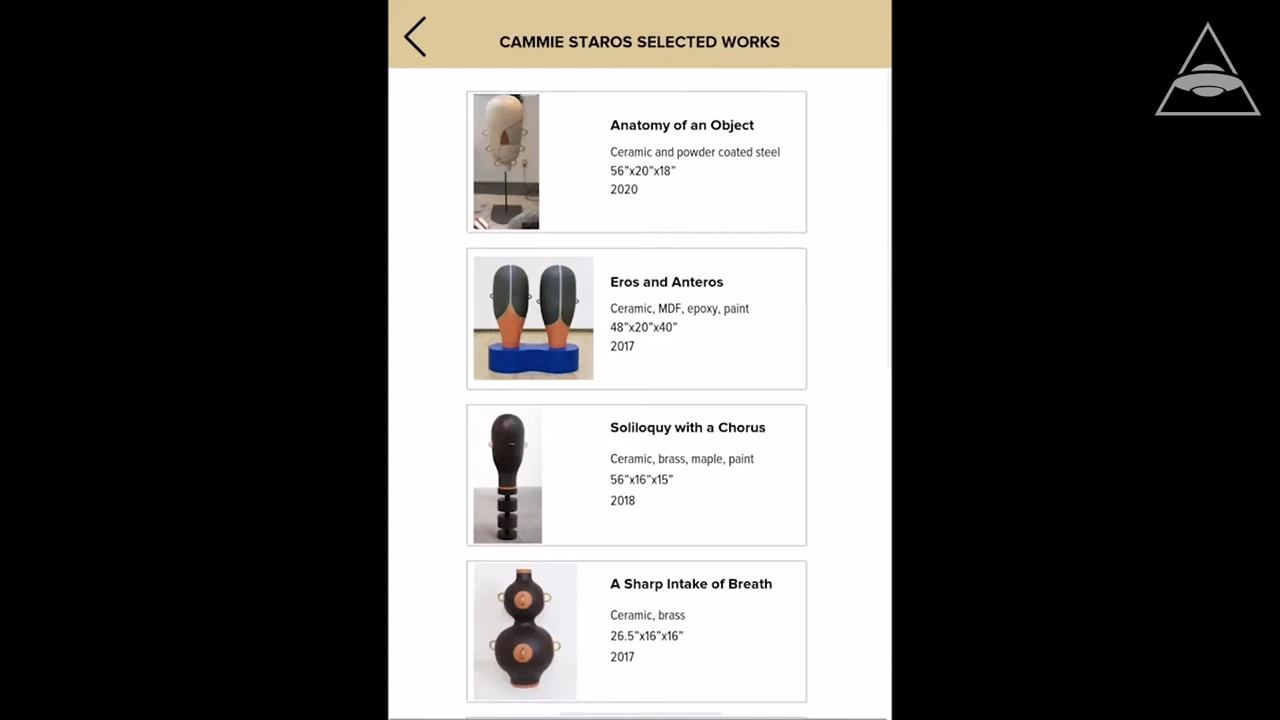 CAMMIE STAROS SELECTED WORKS
Anatomy of an Object
Ceramic and powder coated steel
56”x20”x18”
2020
Eros and Anteros
Ceramic, MDF, epoxy, paint
48”x20”x40”
2017
Soliloquy with a Chorus
Ceramic, brass, maple, paint
56”x16”x15”
2018
A Sharp Intake of Breath
Ceramic, brass
26.5”x16”x16”
2017